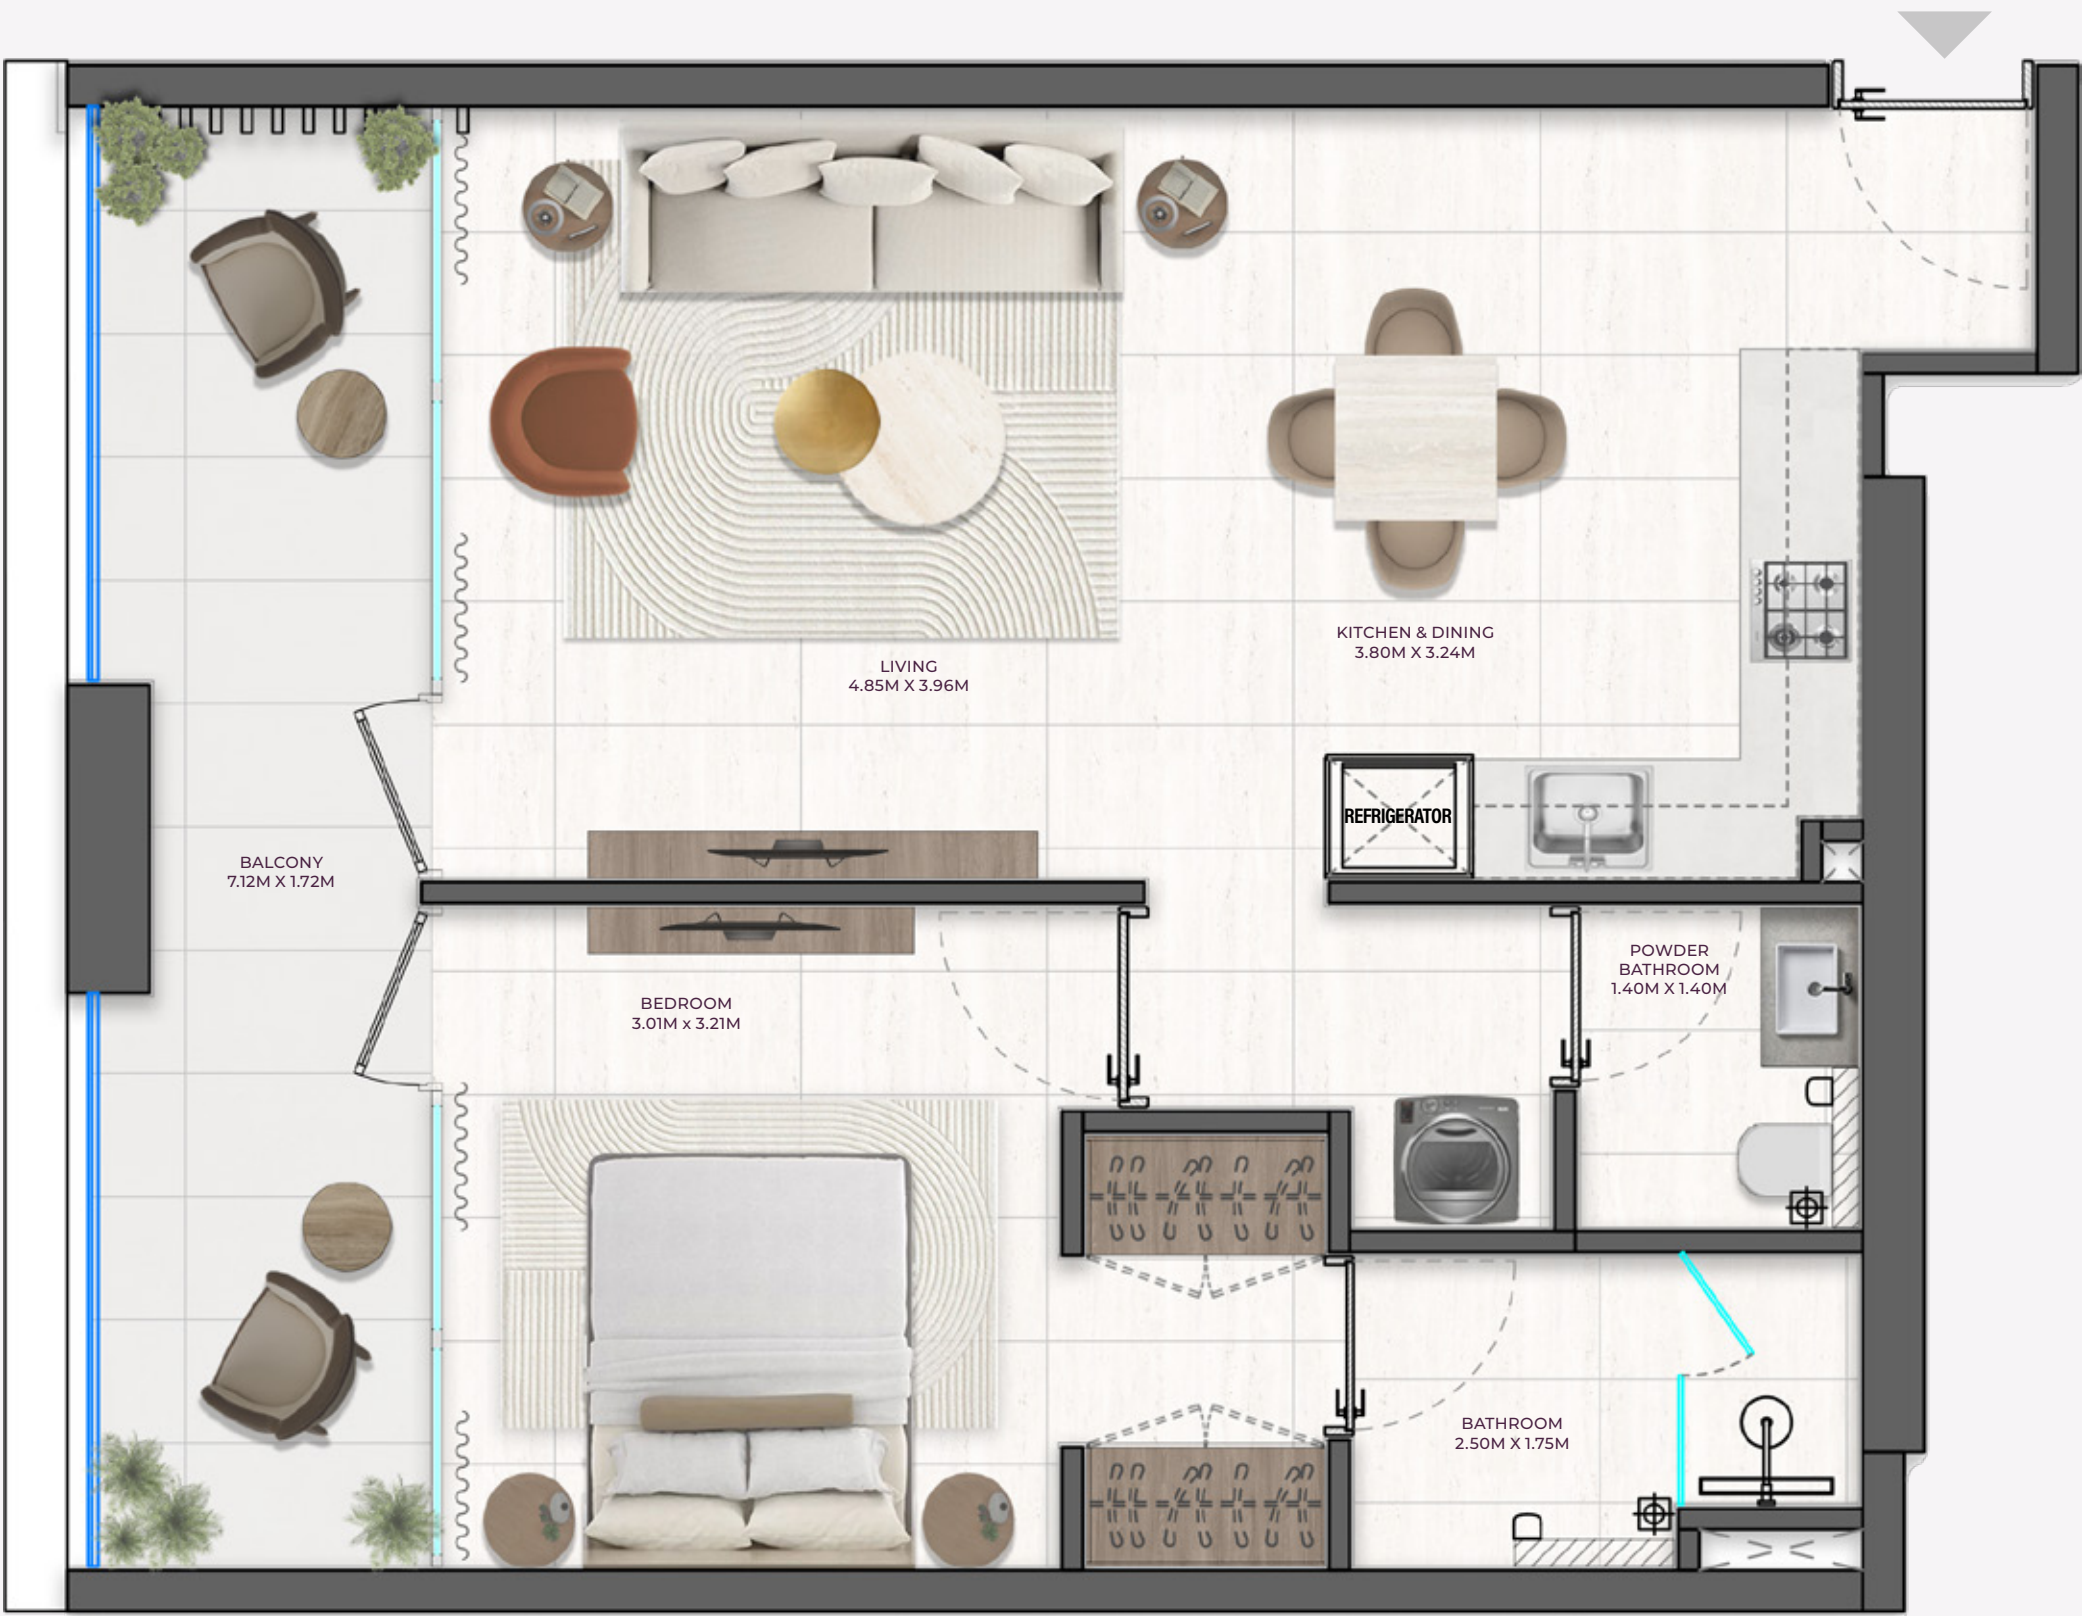 LIVING
4.85M X 3.96M
KITCHEN & DINING
3.80M X 3.24M
REFRIGERATOR
BALCONY
7.12M X 1.72M
BEDROOM
3.01M x 3.21M
POWDER
BATHROOM
1.40M X 1.40M
BATHROOM
2.50M X 1.75M